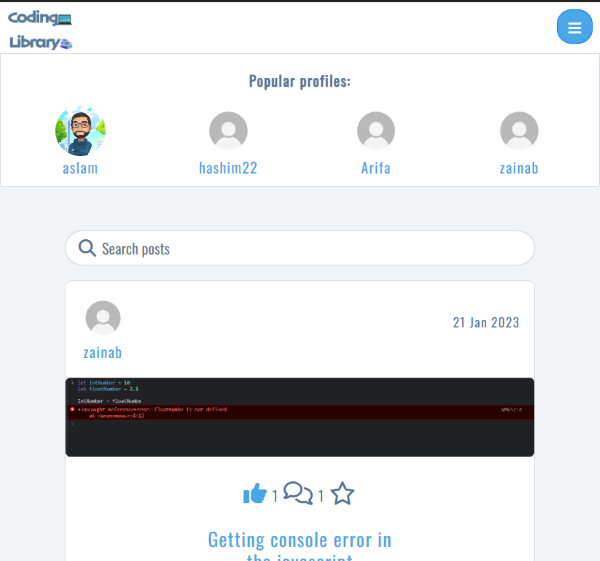 Coding
Library
Popular profiles:
aslam
hashim22
Arifa
zainab
Search posts
zainab
21 Jan 2023
let intNumber = 10
let floatNumber = 2.1
intNumber + floatNumbe
Uncaught ReferenceError: floatNumbe is not defined
at <anonymous>:4:13
1
1
Getting console error in
the javascript